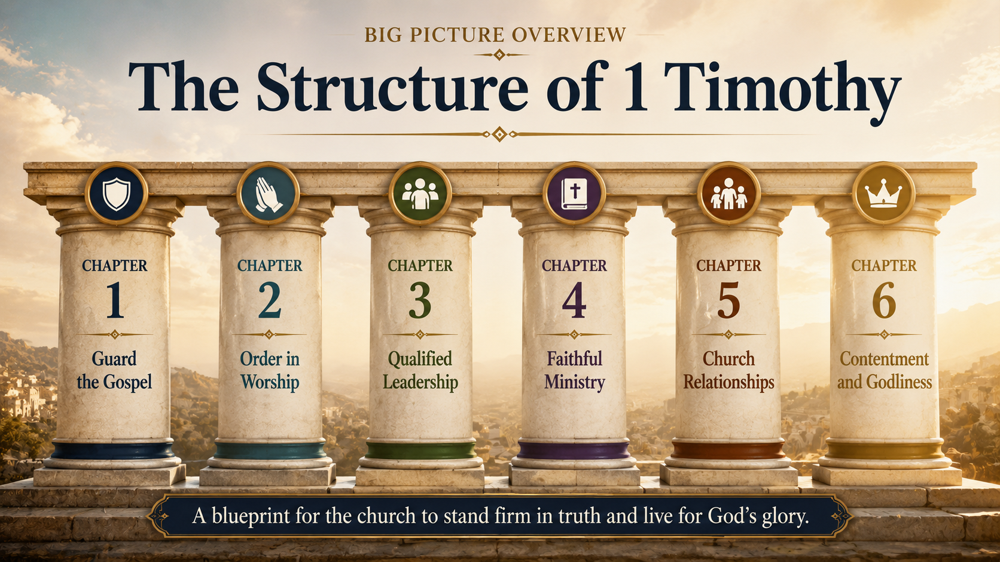 BIG PICTURE OVERVIEW
The Structure of 1 Timothy
CHAPTER
1
Guard
the Gospel
CHAPTER
2
Order in
Worship
CHAPTER
3
Qualified
Leadership
CHAPTER
4
Faithful
Ministry
CHAPTER
5
Church
Relationships
CHAPTER
6
Contentment
and Godliness
A blueprint for the church to stand firm in truth and live for God's glory.